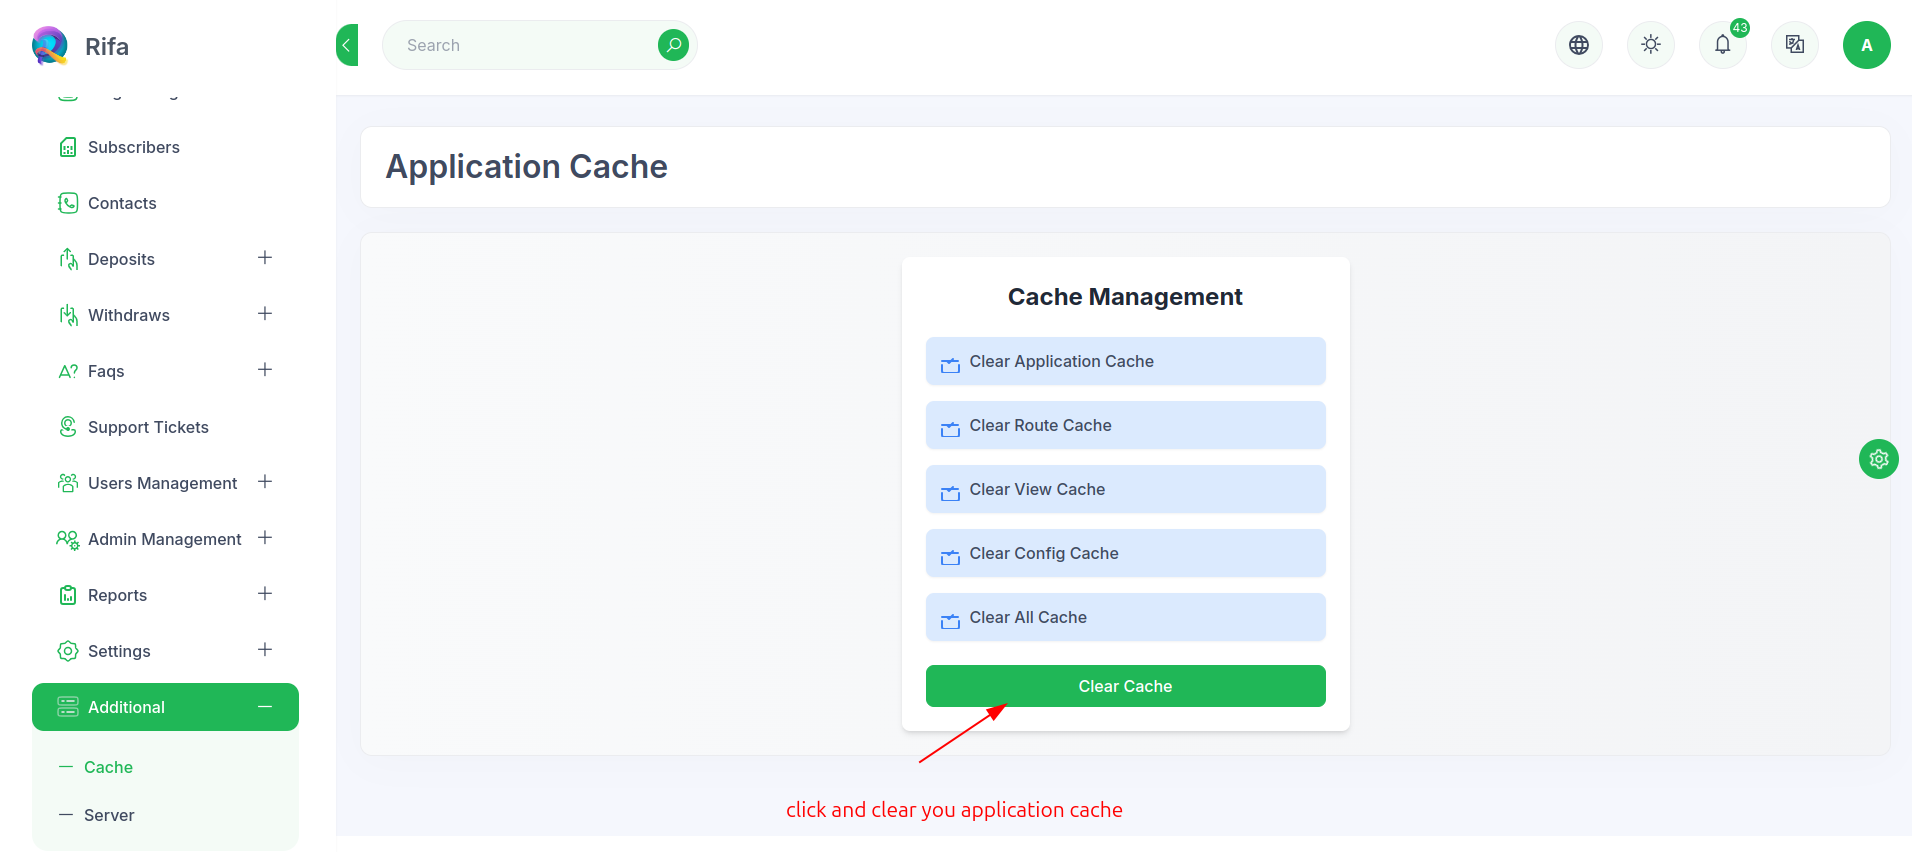 Rifa
Search
43
A
Subscribers
Contacts
Deposits
Withdraws
Faqs
Support Tickets
Users Management
Admin Management
Reports
Settings
Additional
Cache
Server
Application Cache
Cache Management
Clear Application Cache
Clear Route Cache
Clear View Cache
Clear Config Cache
Clear All Cache
Clear Cache
click and clear you application cache